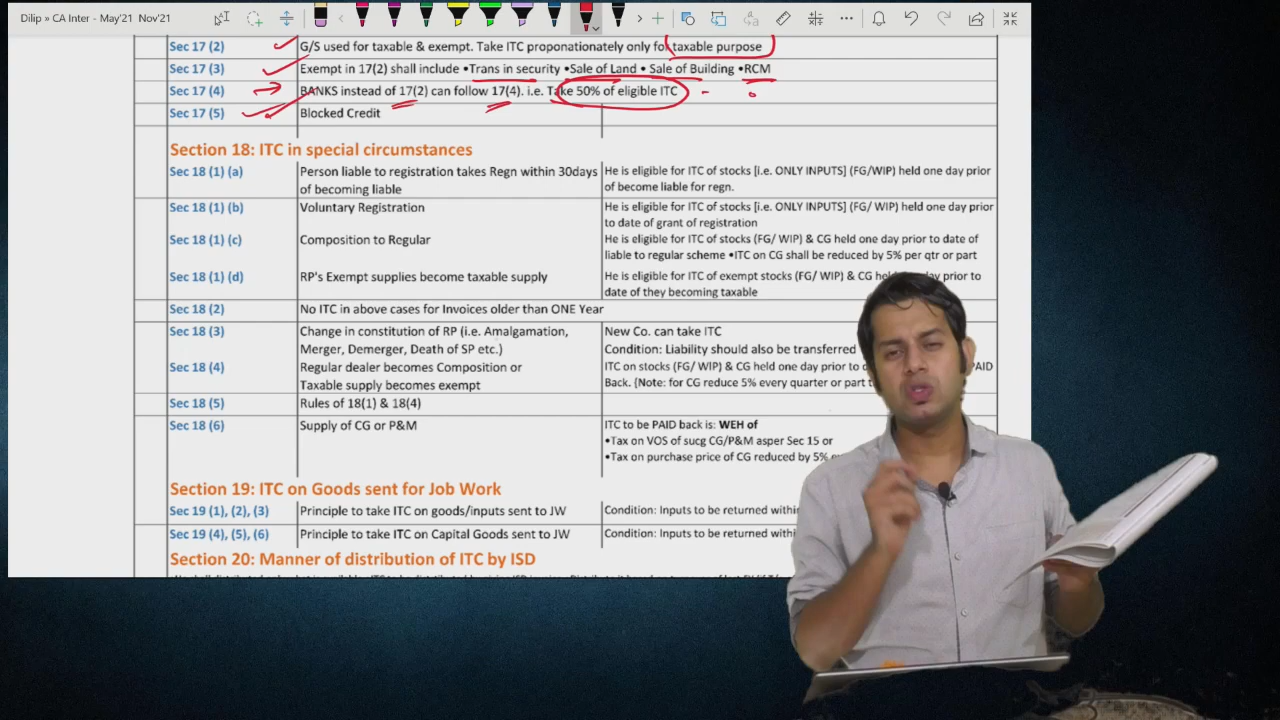 Dilip » CA Inter - May'21 Nov'21
Sec 17 (2) G/S used for taxable & exempt. Take ITC proponationately only for taxable purpose
Sec 17 (3) Exempt in 17(2) shall include •Trans in security •Sale of Land • Sale of Building •RCM
Sec 17 (4) BANKS instead of 17(2) can follow 17(4). i.e. Take 50% of eligible ITC
Sec 17 (5) Blocked Credit
Section 18: ITC in special circumstances
Sec 18 (1) (a) Person liable to registration takes Regn within 30days He is eligible for ITC of stocks [i.e. ONLY INPUTS] (FG/WIP) held one day prior
of becoming liable of become liable for regn.
Sec 18 (1) (b) Voluntary Registration He is eligible for ITC of stocks [i.e. ONLY INPUTS] (FG/ WIP) held one day prior
to date of grant of registration
Sec 18 (1) (c) Composition to Regular He is eligible for ITC of stocks (FG/ WIP) & CG held one day prior to date of
liable to regular scheme •ITC on CG shall be reduced by 5% per qtr or part
Sec 18 (1) (d) RP's Exempt supplies become taxable supply He is eligible for ITC of exempt stocks (FG/ WIP) & CG day prior to
date of they becoming taxable
Sec 18 (2) No ITC in above cases for Invoices older than ONE Year
Sec 18 (3) Change in constitution of RP (i.e. Amalgamation, New Co. can take ITC
Merger, Demerger, Death of SP etc.) Condition: Liability should also be transferred
Sec 18 (4) Regular dealer becomes Composition or ITC on stocks (FG/ WIP) & CG held one day prior to PAID
Taxable supply becomes exempt Back. {Note: for CG reduce 5% every quarter or part
Sec 18 (5) Rules of 18(1) & 18(4)
Sec 18 (6) Supply of CG or P&M ITC to be PAID back is: WEH of
•Tax on VOS of sucg CG/P&M asper Sec 15 or
•Tax on purchase price of CG reduced by 5%
Section 19: ITC on Goods sent for Job Work
Sec 19 (1), (2), (3) Principle to take ITC on goods/inputs sent to JW Condition: Inputs to be returned within
Sec 19 (4), (5), (6) Principle to take ITC on Capital Goods sent to JW Condition: Inputs to be returned
Section 20: Manner of distribution of ITC by ISD